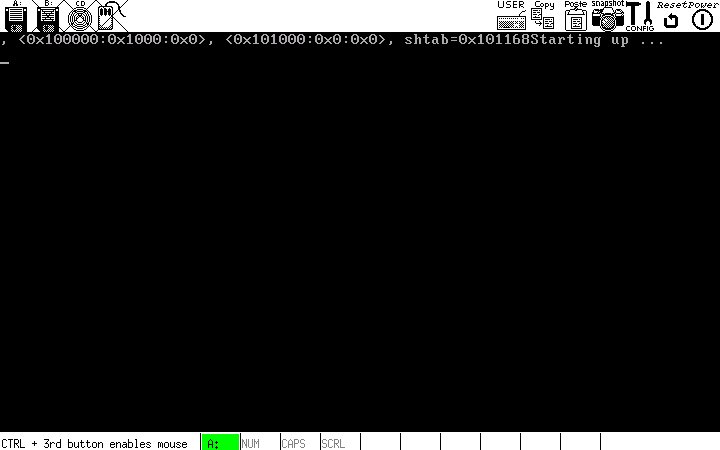 A: B: CD USER Copy Paste snapshot CONFIG Reset Power
, <0x100000:0x1000:0x0>, <0x101000:0x0:0x0>, shtab=0x101168Starting up ...
_
CTRL + 3rd button enables mouse A: NUM CAPS SCRL